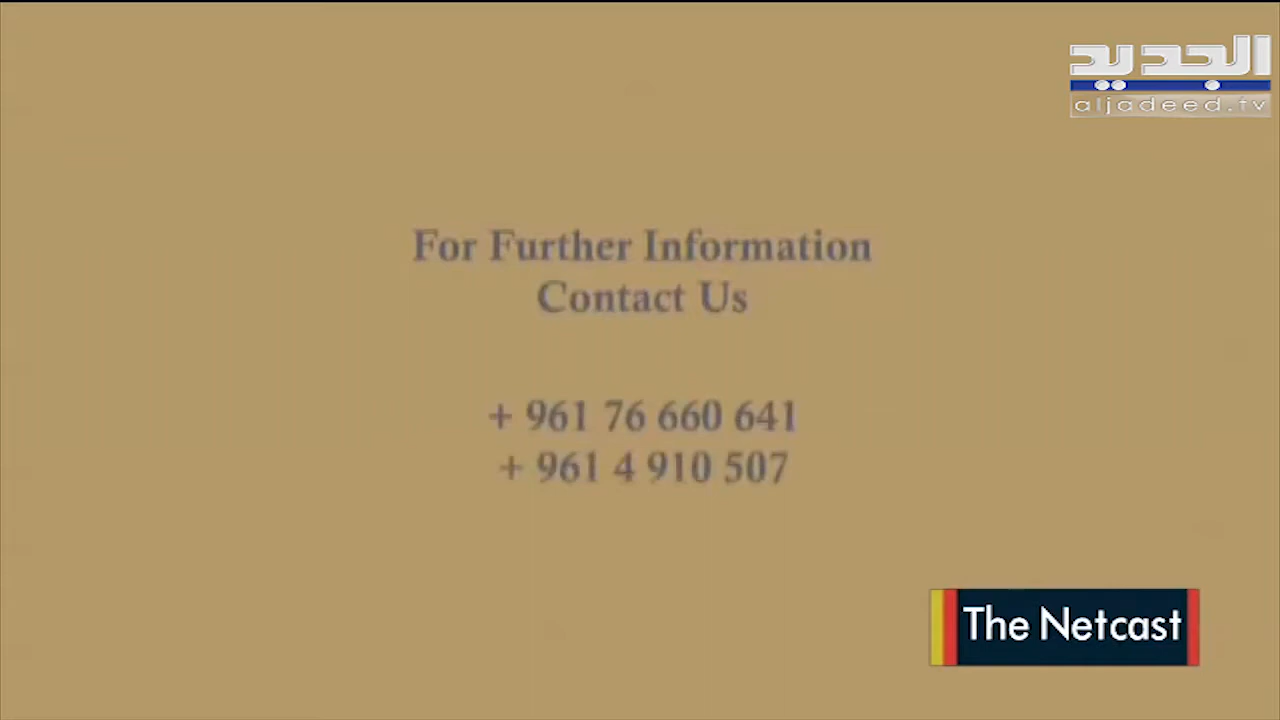 الجديد
aljadeed.tv
For Further Information
Contact Us
+ 961 76 660 641
+ 961 4 910 507
The Netcast